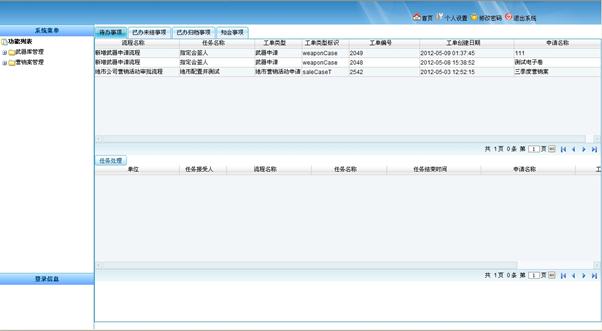 首页 个人设置 修改密码 退出系统
系统菜单
功能列表
武器库管理
营销案管理
登录信息
待办事项 已办未结事项 已办归档事项 知会事项
流程名称 任务名称 工单类型 工单类型标识 工单编号 工单创建日期 申请名称
新增武器申请流程 指定会签人 武器申请 weaponCase 2049 2012-05-09 01:37:45 111
新增武器申请流程 指定会签人 武器申请 weaponCase 2048 2012-05-08 15:38:52 测试电子卷
地市公司营销活动审批流程 地市配置并测试 地市营销活动申请 saleCaseT 2542 2012-05-03 12:52:15 三季度营销案
共 1页 0条 第 1 页
任务处理
单位 任务接受人 流程名称 任务名称 任务结束时间 申请名称 工
共 1页 0条 第 1 页